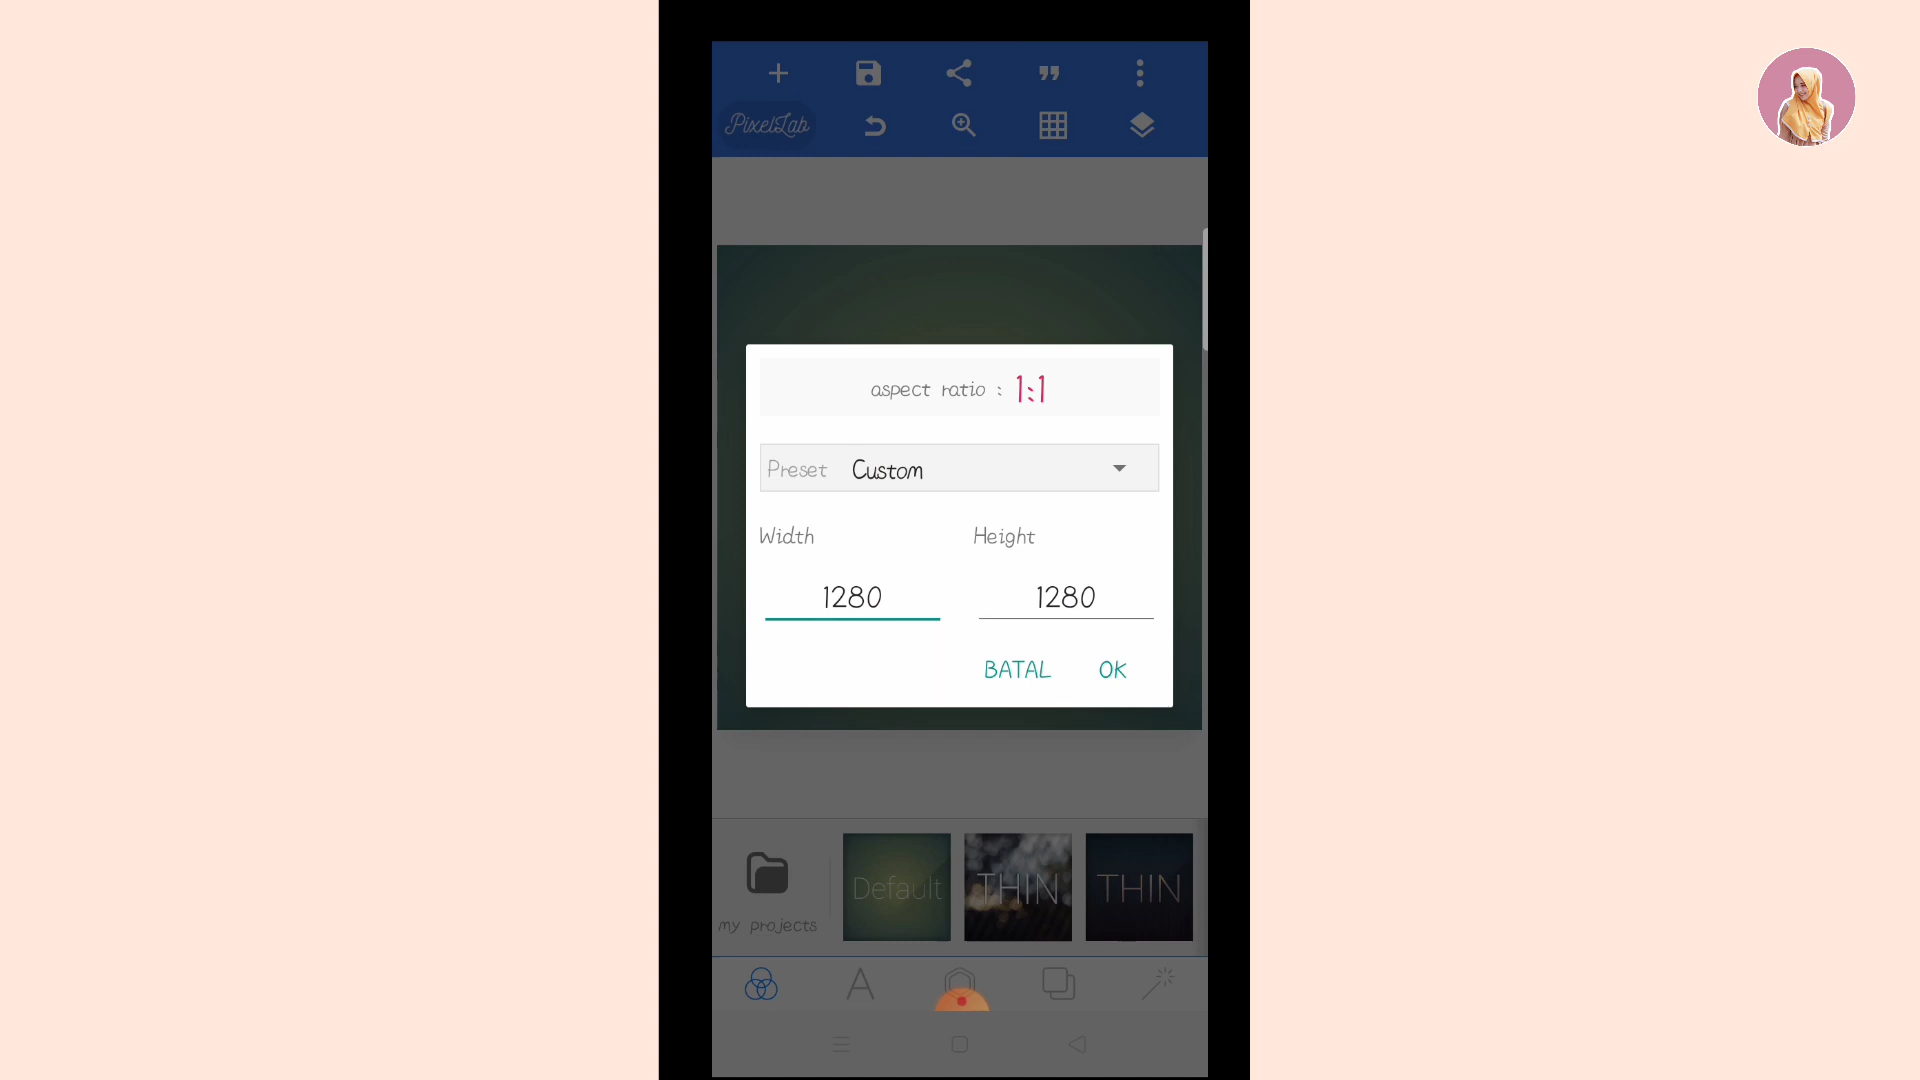 PixelLab
aspect ratio : 1:1
Preset Custom
Width Height
1280 1280
BATAL OK
Default THIN THIN
my projects
A